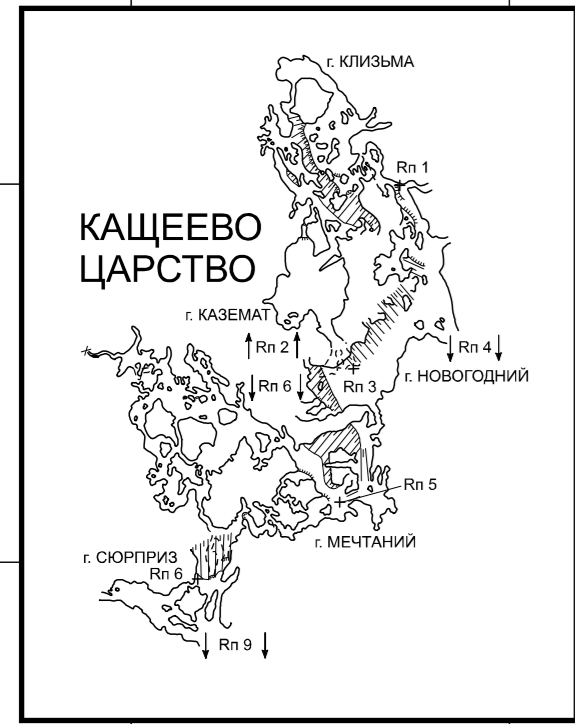 г. КЛИЗЬМА
Rп 1
КАЩЕЕВО
ЦАРСТВО
г. КАЗЕМАТ
Rп 2
Rп 4
Rп 6
Rп 3
г. НОВОГОДНИЙ
Rп 5
г. МЕЧТАНИЙ
г. СЮРПРИЗ
Rп 6
Rп 9